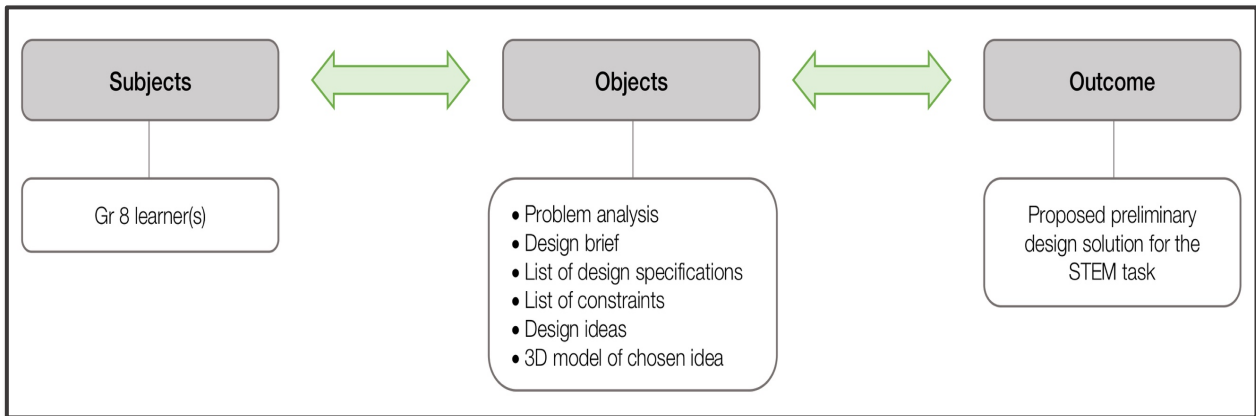 Subjects
Objects
Outcome
Gr 8 learner(s)
• Problem analysis
• Design brief
• List of design specifications
• List of constraints
• Design ideas
• 3D model of chosen idea
Proposed preliminary
design solution for the
STEM task